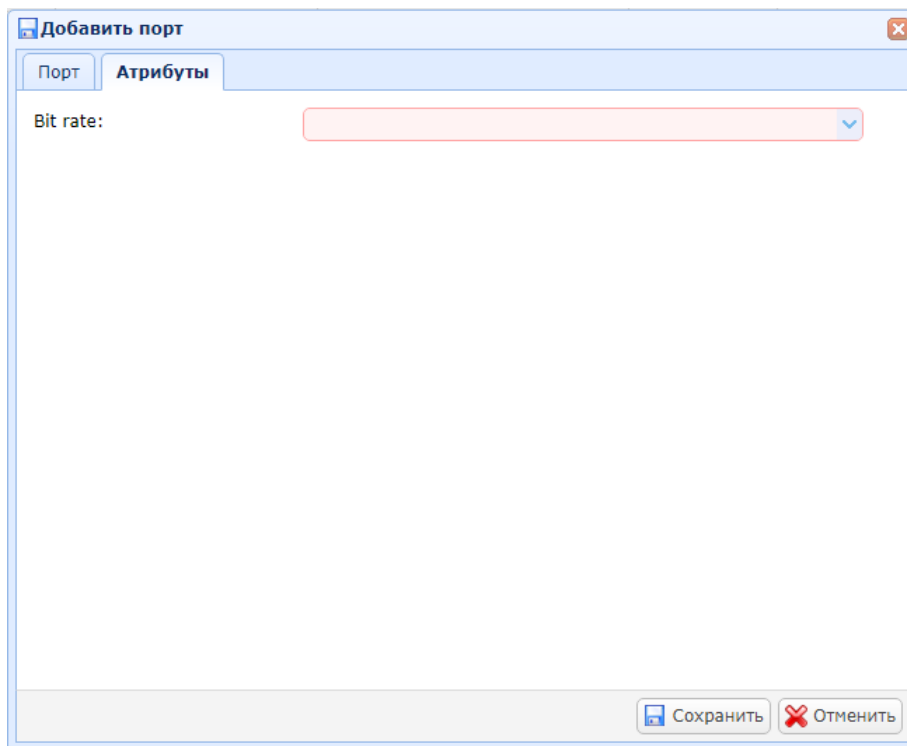 Добавить порт
Порт Атрибуты
Bit rate:
Сохранить Отменить